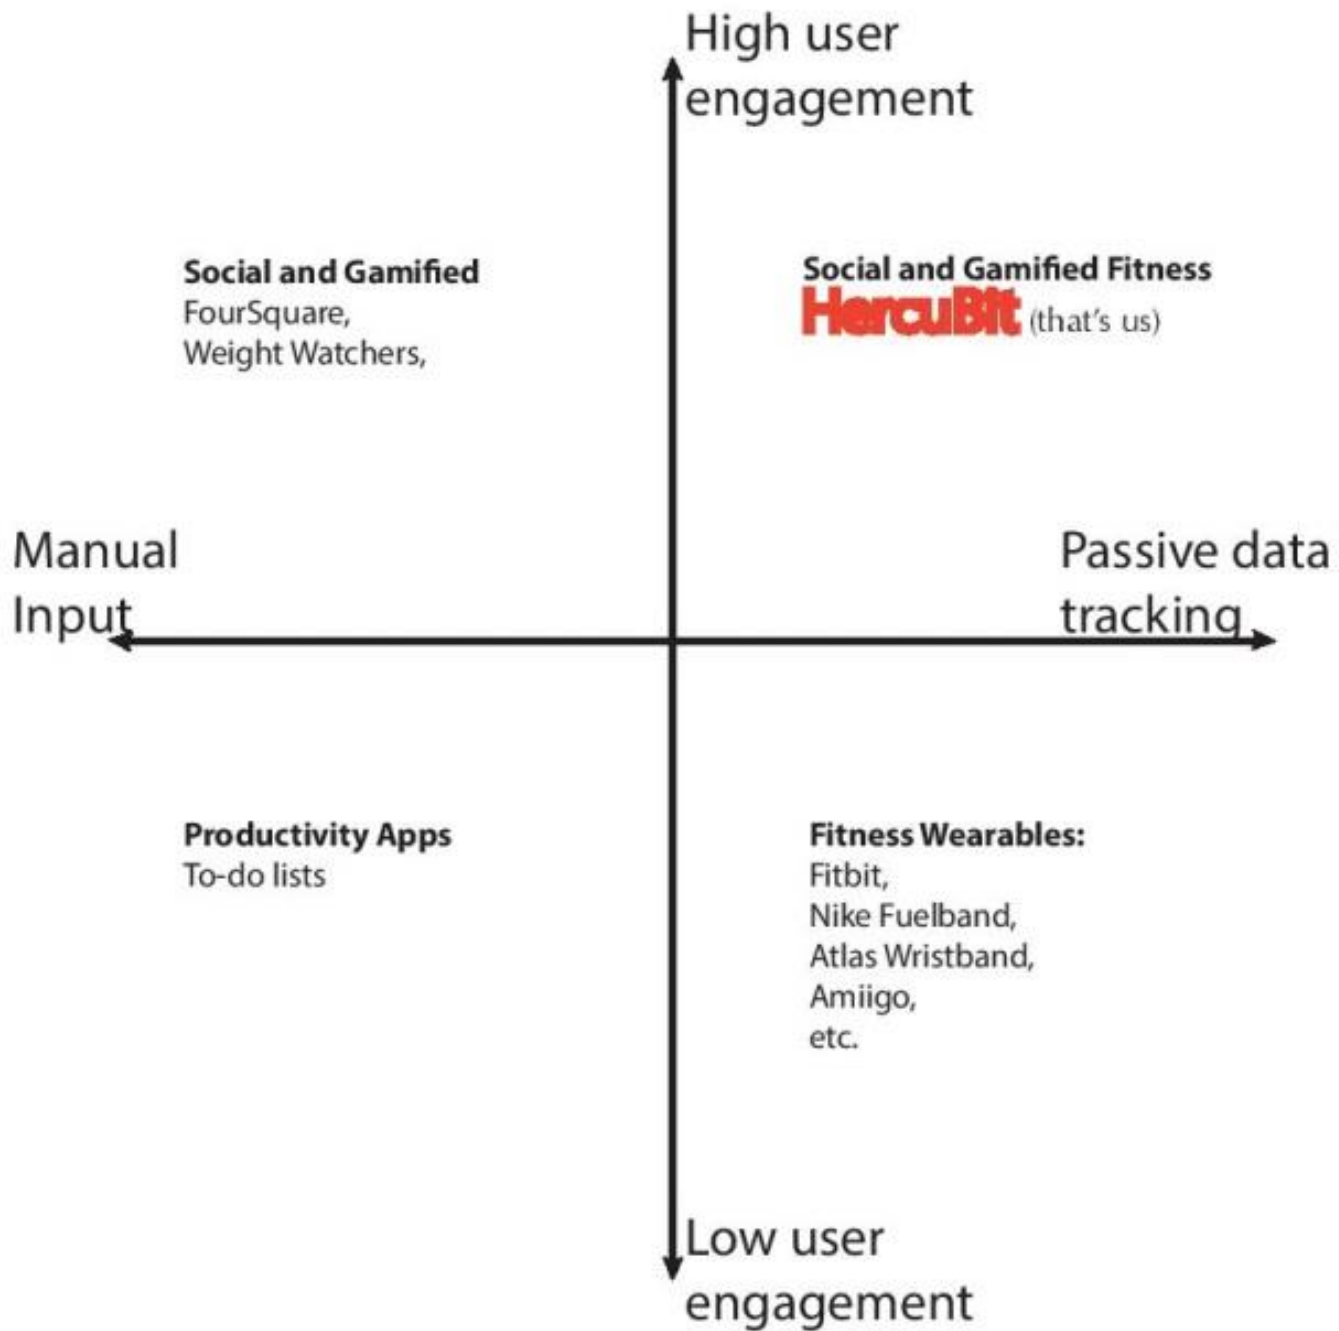 High user
engagement
Social and Gamified
FourSquare,
Weight Watchers,
Social and Gamified Fitness
HercuBit (that's us)
Manual
Input
Passive data
tracking
Productivity Apps
To-do lists
Fitness Wearables:
Fitbit,
Nike Fuelband,
Atlas Wristband,
Amiigo,
etc.
Low user
engagement